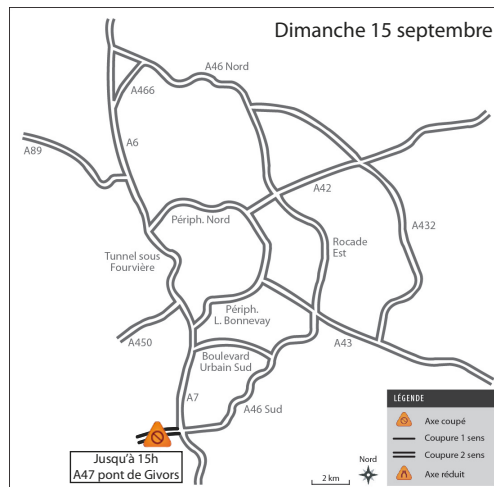 Dimanche 15 septembre
A46 Nord
A466
A6
A89
A42
Périph. Nord
A432
Tunnel sous
Fourvière
Rocade
Est
Périph.
L. Bonnevay
A450
A43
Boulevard
Urbain Sud
A7
A46 Sud
Jusqu'à 15h
A47 pont de Givors
2 km
Nord
LÉGENDE
Axe coupé
Coupure 1 sens
Coupure 2 sens
Axe réduit